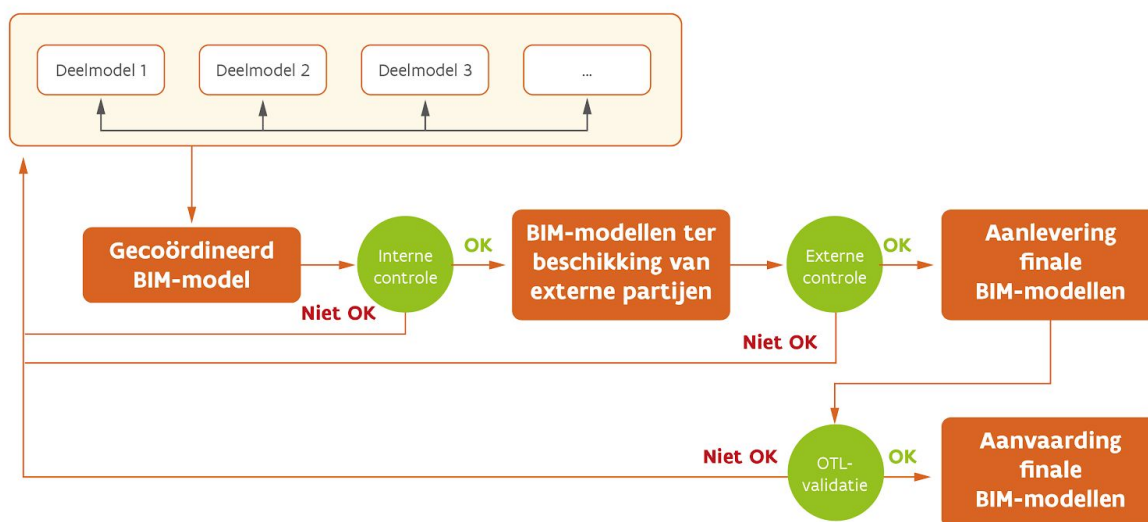 Deelmodel 1
Deelmodel 2
Deelmodel 3
...
Gecoördineerd
BIM-model
Interne
controle
OK
Niet OK
BIM-modellen ter
beschikking van
externe partijen
Externe
controle
OK
Niet OK
Aanlevering
finale
BIM-modellen
OTL-
validatie
Niet OK
OK
Aanvaarding
finale
BIM-modellen